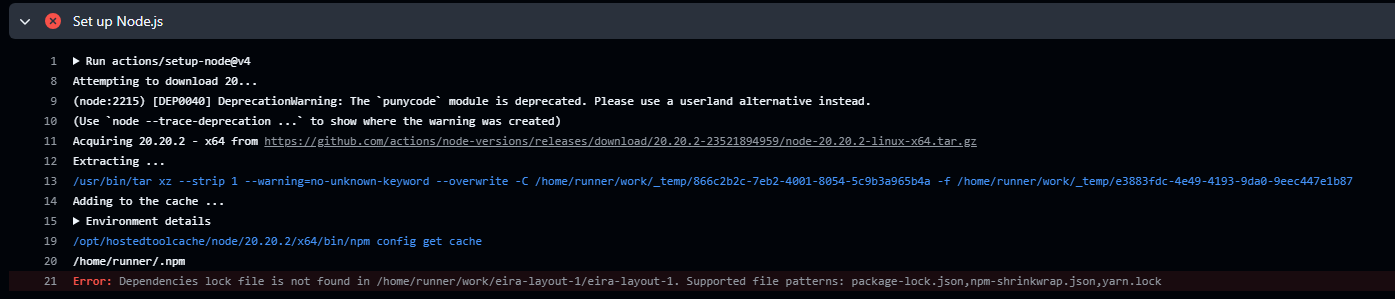 Set up Node.js
1 ▶ Run actions/setup-node@v4
8 Attempting to download 20...
9 (node:2215) [DEP0040] DeprecationWarning: The `punycode` module is deprecated. Please use a userland alternative instead.
10 (Use `node --trace-deprecation ...` to show where the warning was created)
11 Acquiring 20.20.2 - x64 from https://github.com/actions/node-versions/releases/download/20.20.2-23521894959/node-20.20.2-linux-x64.tar.gz
12 Extracting ...
13 /usr/bin/tar xz --strip 1 --warning=no-unknown-keyword --overwrite -C /home/runner/work/_temp/866c2b2c-7eb2-4001-8054-5c9b3a965b4a -f /home/runner/work/_temp/e3883fdc-4e49-4193-9da0-9eec447e1b87
14 Adding to the cache ...
15 ▶ Environment details
19 /opt/hostedtoolcache/node/20.20.2/x64/bin/npm config get cache
20 /home/runner/.npm
21 Error: Dependencies lock file is not found in /home/runner/work/eira-layout-1/eira-layout-1. Supported file patterns: package-lock.json,npm-shrinkwrap.json,yarn.lock